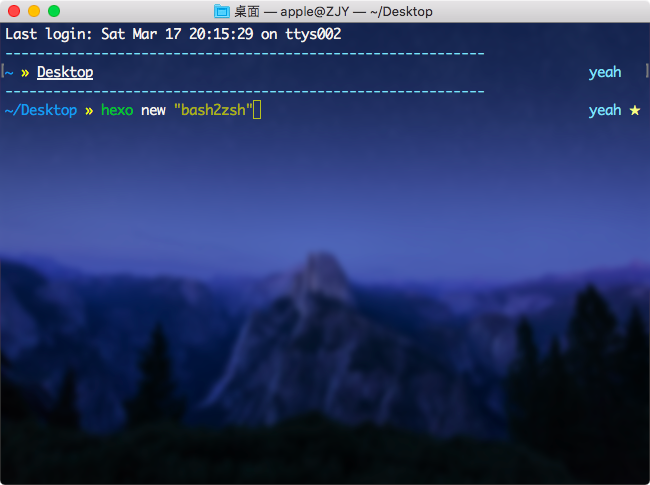 桌面 — apple@ZJY — ~/Desktop
Last login: Sat Mar 17 20:15:29 on ttys002
------------------------------------------------------------
~ » Desktop yeah
------------------------------------------------------------
~/Desktop » hexo new "bash2zsh" yeah ★